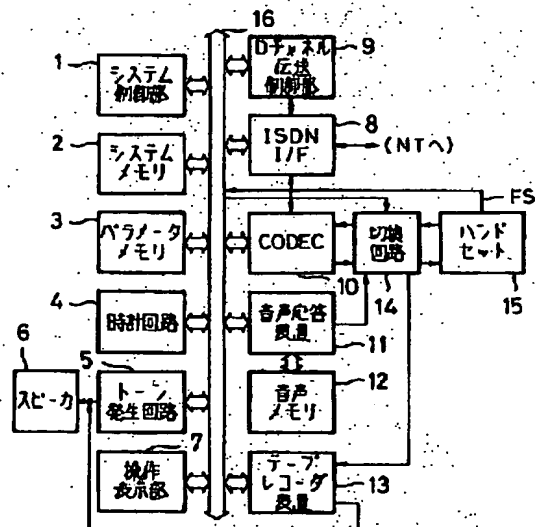 16
1
システム
制御部
2
システム
メモリ
3
パラメータ
メモリ
4
時計回路
6
スピーカ
5
トーン
発生回路
7
操作
表示部
Dチャネル
伝送
制御部
9
ISDN
I/F
8
(NTへ)
FS
CODEC
10
切換
回路
14
ハンド
セット
15
音声応答
装置
11
音声
メモリ
12
テープ
レコーダ
装置
13